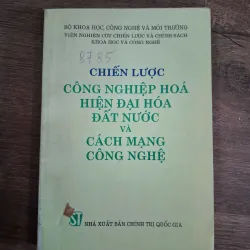 BỘ KHOA HỌC, CÔNG NGHỆ VÀ MÔI TRƯỜNG
VIỆN NGHIÊN CỨU CHIẾN LƯỢC VÀ CHÍNH SÁCH
KHOA HỌC VÀ CÔNG NGHỆ
CHIẾN LƯỢC
CÔNG NGHIỆP HOÁ
HIỆN ĐẠI HÓA
ĐẤT NƯỚC
VÀ
CÁCH MẠNG
CÔNG NGHỆ
NHÀ XUẤT BẢN CHÍNH TRỊ QUỐC GIA